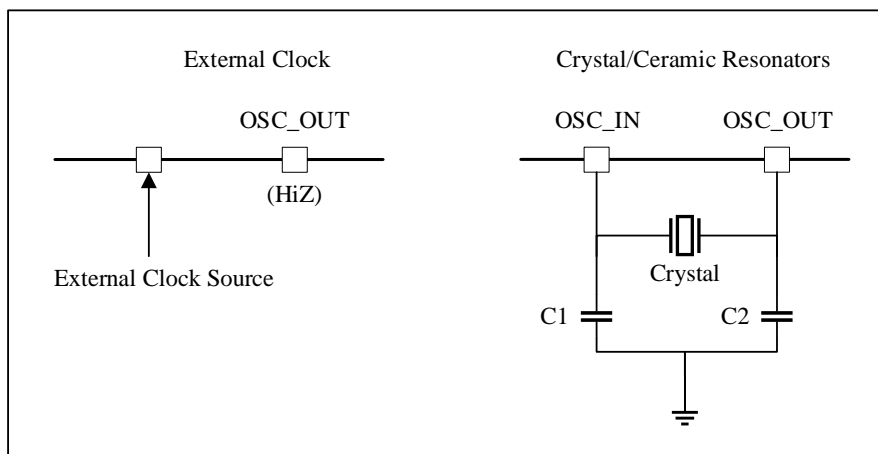 External Clock
OSC_OUT
(HiZ)
External Clock Source
Crystal/Ceramic Resonators
OSC_IN
OSC_OUT
Crystal
C1
C2